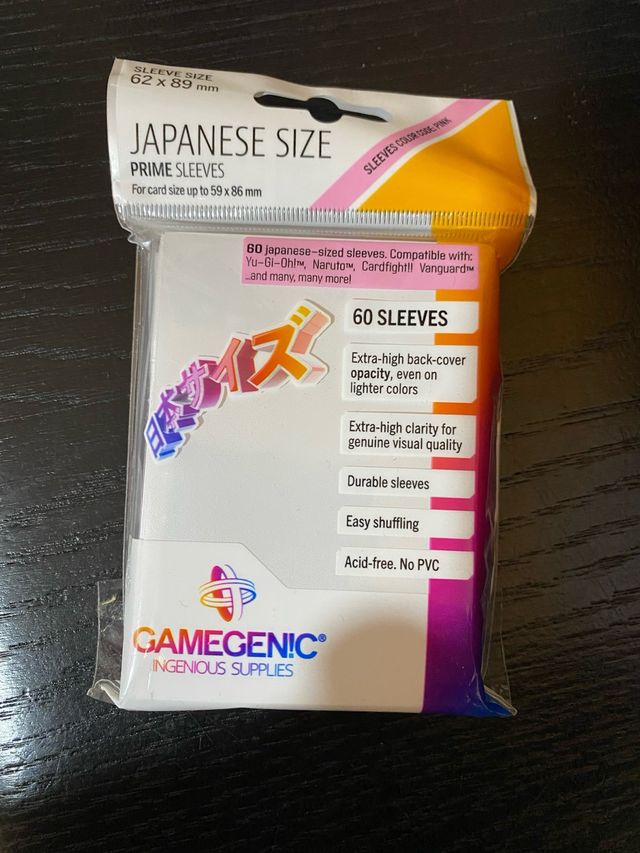 SLEEVE SIZE
62 x 89 mm
JAPANESE SIZE
PRIME SLEEVES
For card size up to 59 x 86 mm
SLEEVES COLOR CODE: PINK
60 japanese-sized sleeves. Compatible with:
Yu-Gi-Oh!™, Naruto™, Cardfight!! Vanguard™
...and many, many more!
日本サイズ
60 SLEEVES
Extra-high back-cover
opacity, even on
lighter colors
Extra-high clarity for
genuine visual quality
Durable sleeves
Easy shuffling
Acid-free. No PVC
GAMEGEN!C®
INGENIOUS SUPPLIES